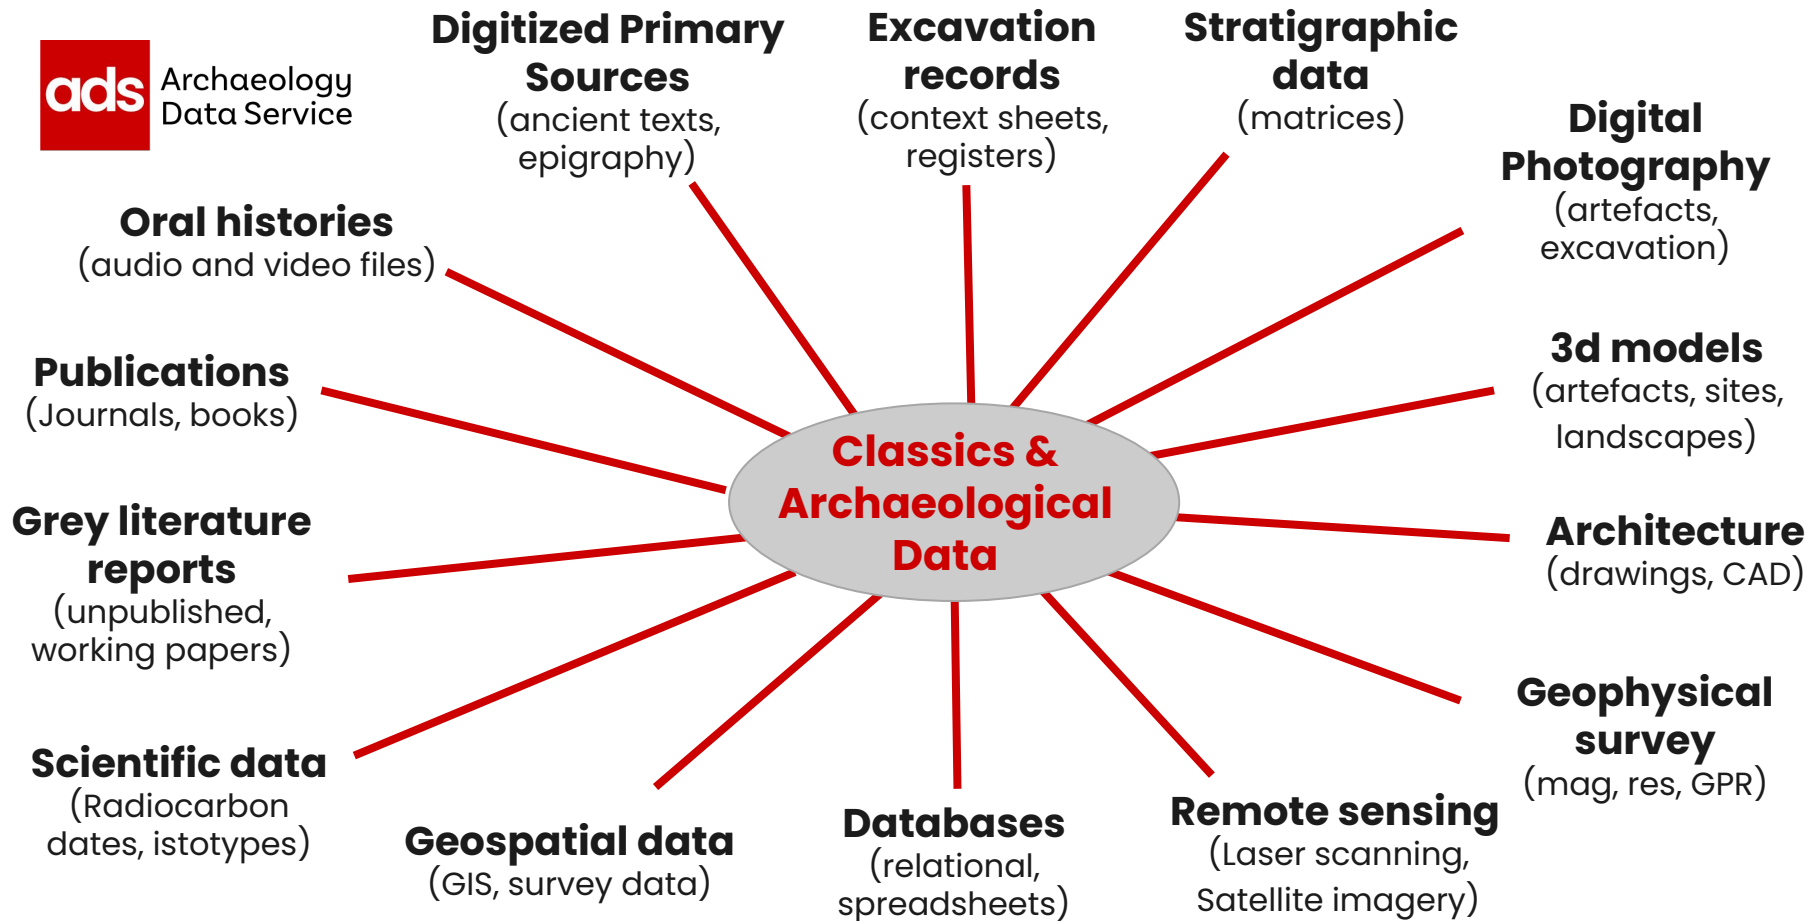 ads
Archaeology
Data Service
Digitized Primary
Sources
(ancient texts,
epigraphy)
Excavation
records
(context sheets,
registers)
Stratigraphic
data
(matrices)
Digital
Photography
(artefacts,
excavation)
3d models
(artefacts, sites,
landscapes)
Architecture
(drawings, CAD)
Geophysical
survey
(mag, res, GPR)
Remote sensing
(Laser scanning,
Satellite imagery)
Databases
(relational,
spreadsheets)
Geospatial data
(GIS, survey data)
Scientific data
(Radiocarbon
dates, istotypes)
Grey literature
reports
(unpublished,
working papers)
Publications
(Journals, books)
Oral histories
(audio and video files)
Classics &
Archaeological
Data